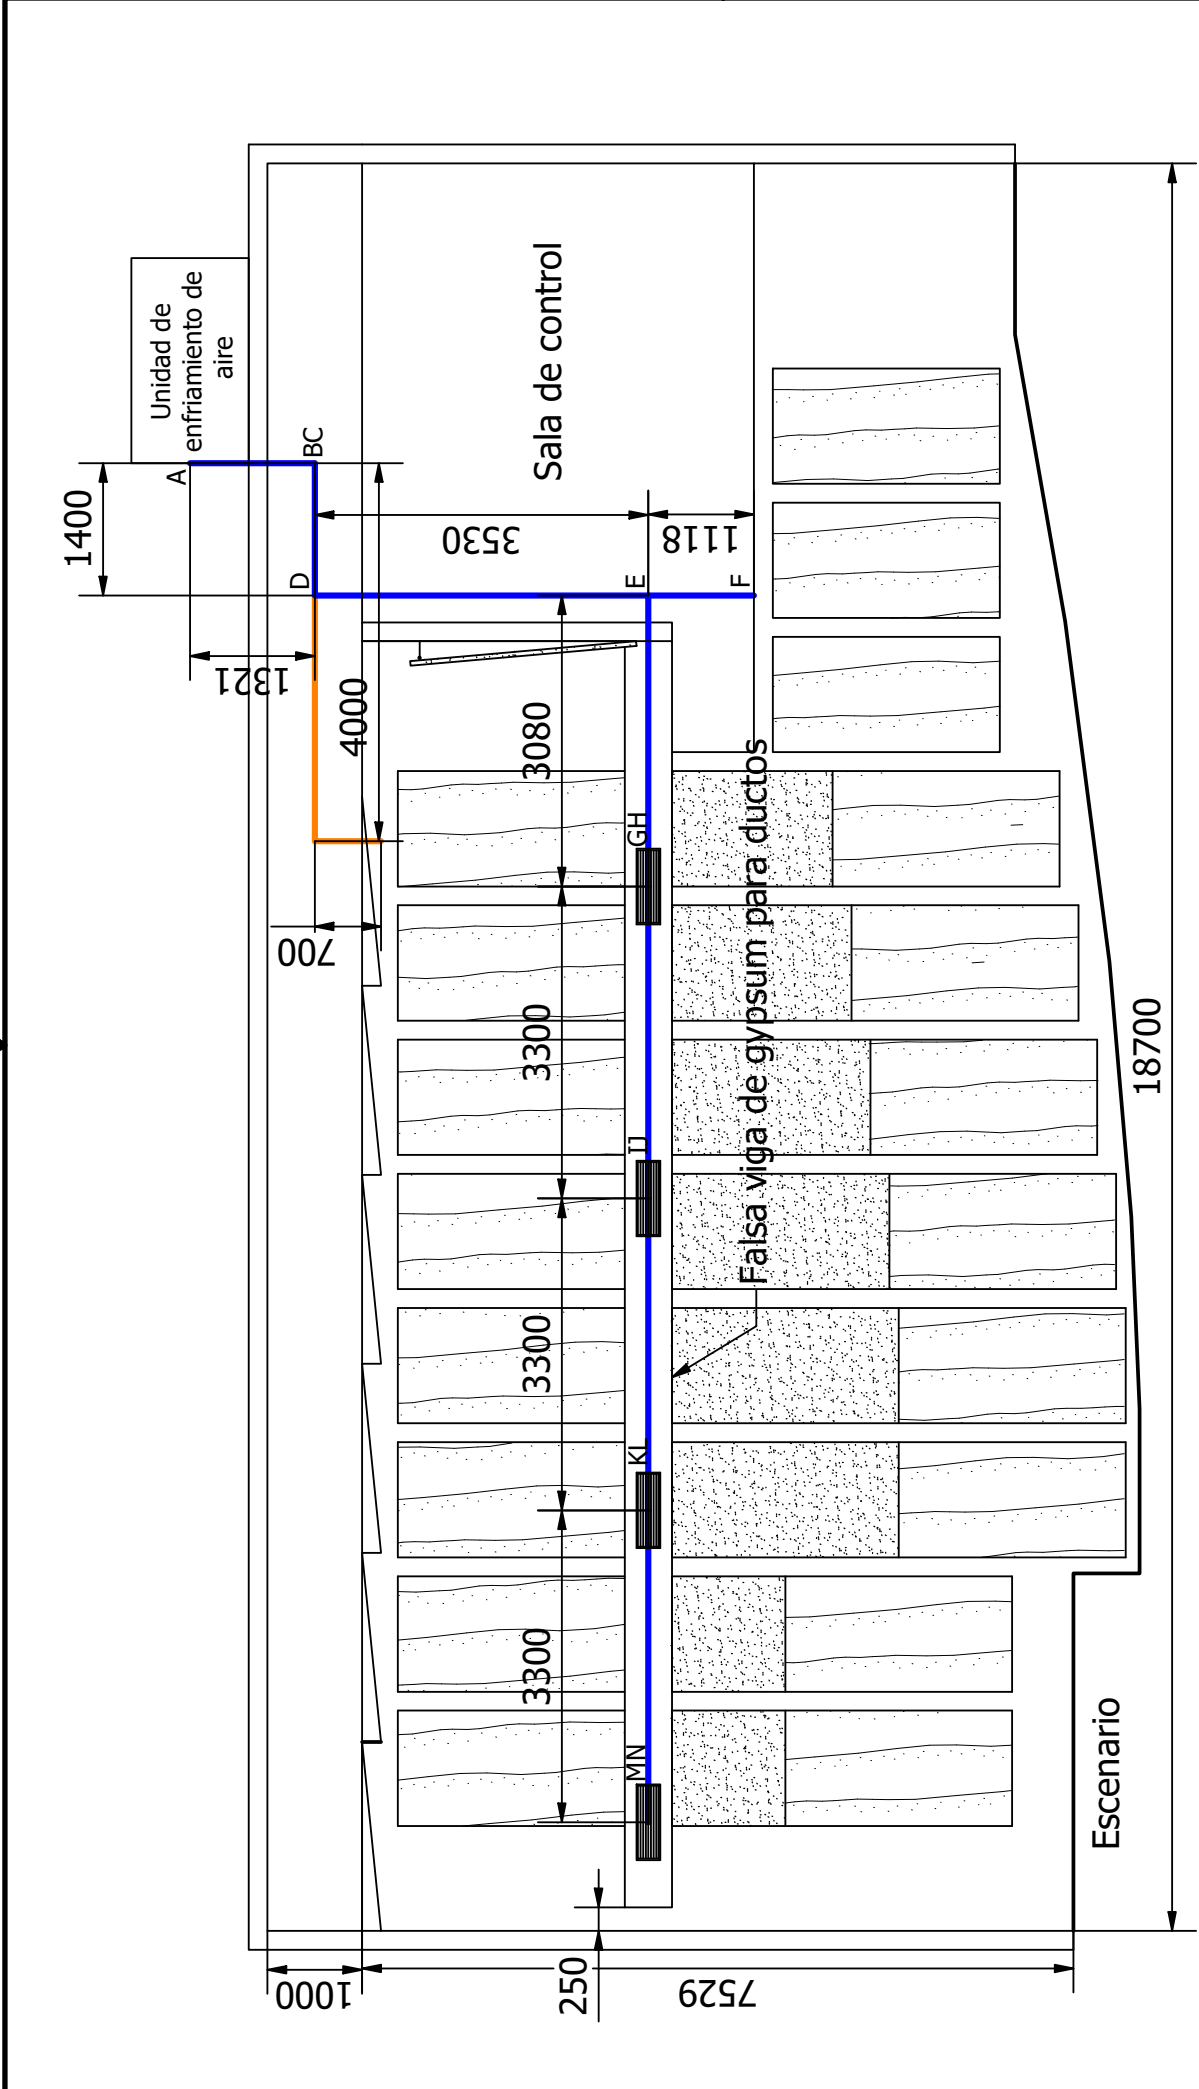 Unidad de
enfriamiento de
aire
A
BC
1400
D
1321
4000
3530
Sala de control
E
1118
F
3080
700
GH
3300
IJ
Falsa viga de gypsum para ductos
18700
3300
KL
3300
MN
Escenario
1000
250
7529